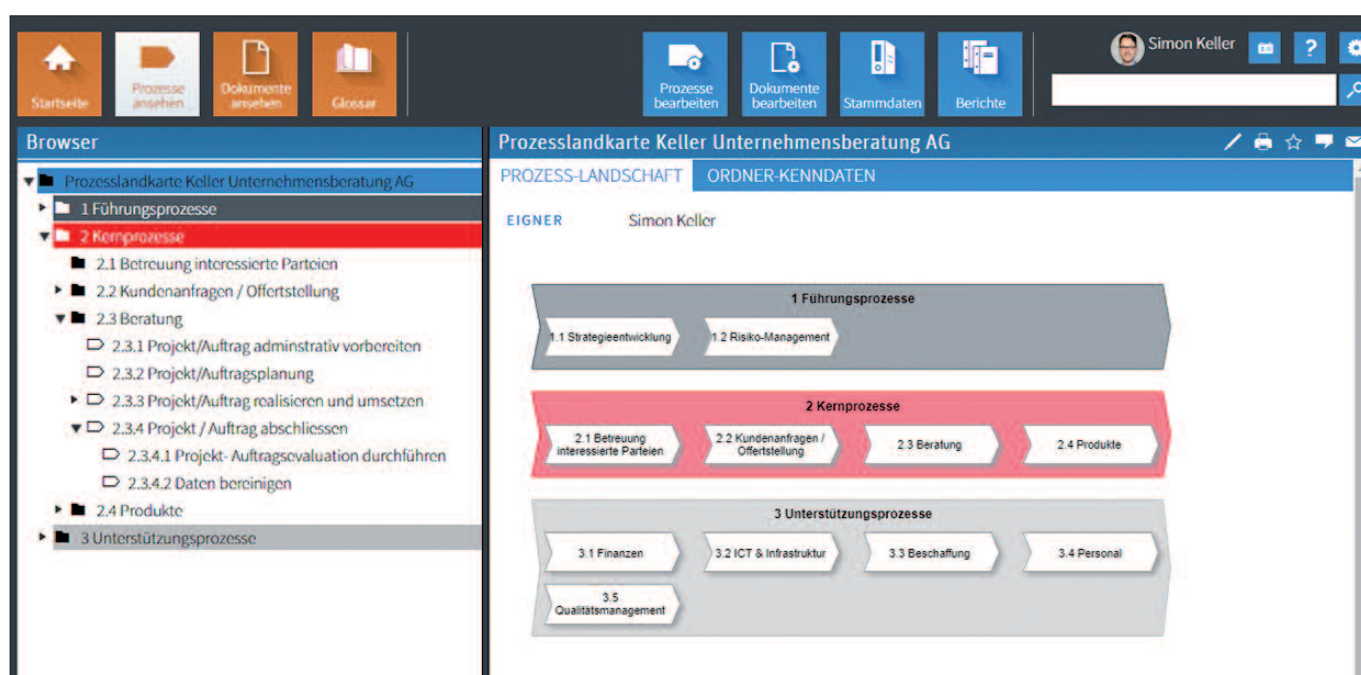 Startseite
Prozesse
ansehen
Dokumente
ansehen
Glossar
Prozesse
bearbeiten
Dokumente
bearbeiten
Stammdaten
Berichte
Simon Keller
?
Browser
Prozesslandkarte Keller Unternehmensberatung AG
1 Führungsprozesse
2 Kernprozesse
2.1 Betreuung interessierte Parteien
2.2 Kundenanfragen / Offertstellung
2.3 Beratung
2.3.1 Projekt/Auftrag adminstrativ vorbereiten
2.3.2 Projekt/Auftragsplanung
2.3.3 Projekt/Auftrag realisieren und umsetzen
2.3.4 Projekt / Auftrag abschliessen
2.3.4.1 Projekt- Auftragsevaluation durchführen
2.3.4.2 Daten bereinigen
2.4 Produkte
3 Unterstützungsprozesse
Prozesslandkarte Keller Unternehmensberatung AG
PROZESS-LANDSCHAFT ORDNER-KENNDATEN
EIGNER Simon Keller
1 Führungsprozesse
1.1 Strategieentwicklung
1.2 Risiko-Management
2 Kernprozesse
2.1 Betreuung
interessierte Parteien
2.2 Kundenanfragen /
Offertstellung
2.3 Beratung
2.4 Produkte
3 Unterstützungsprozesse
3.1 Finanzen
3.2 ICT & Infrastruktur
3.3 Beschaffung
3.4 Personal
3.5
Qualitätsmanagement